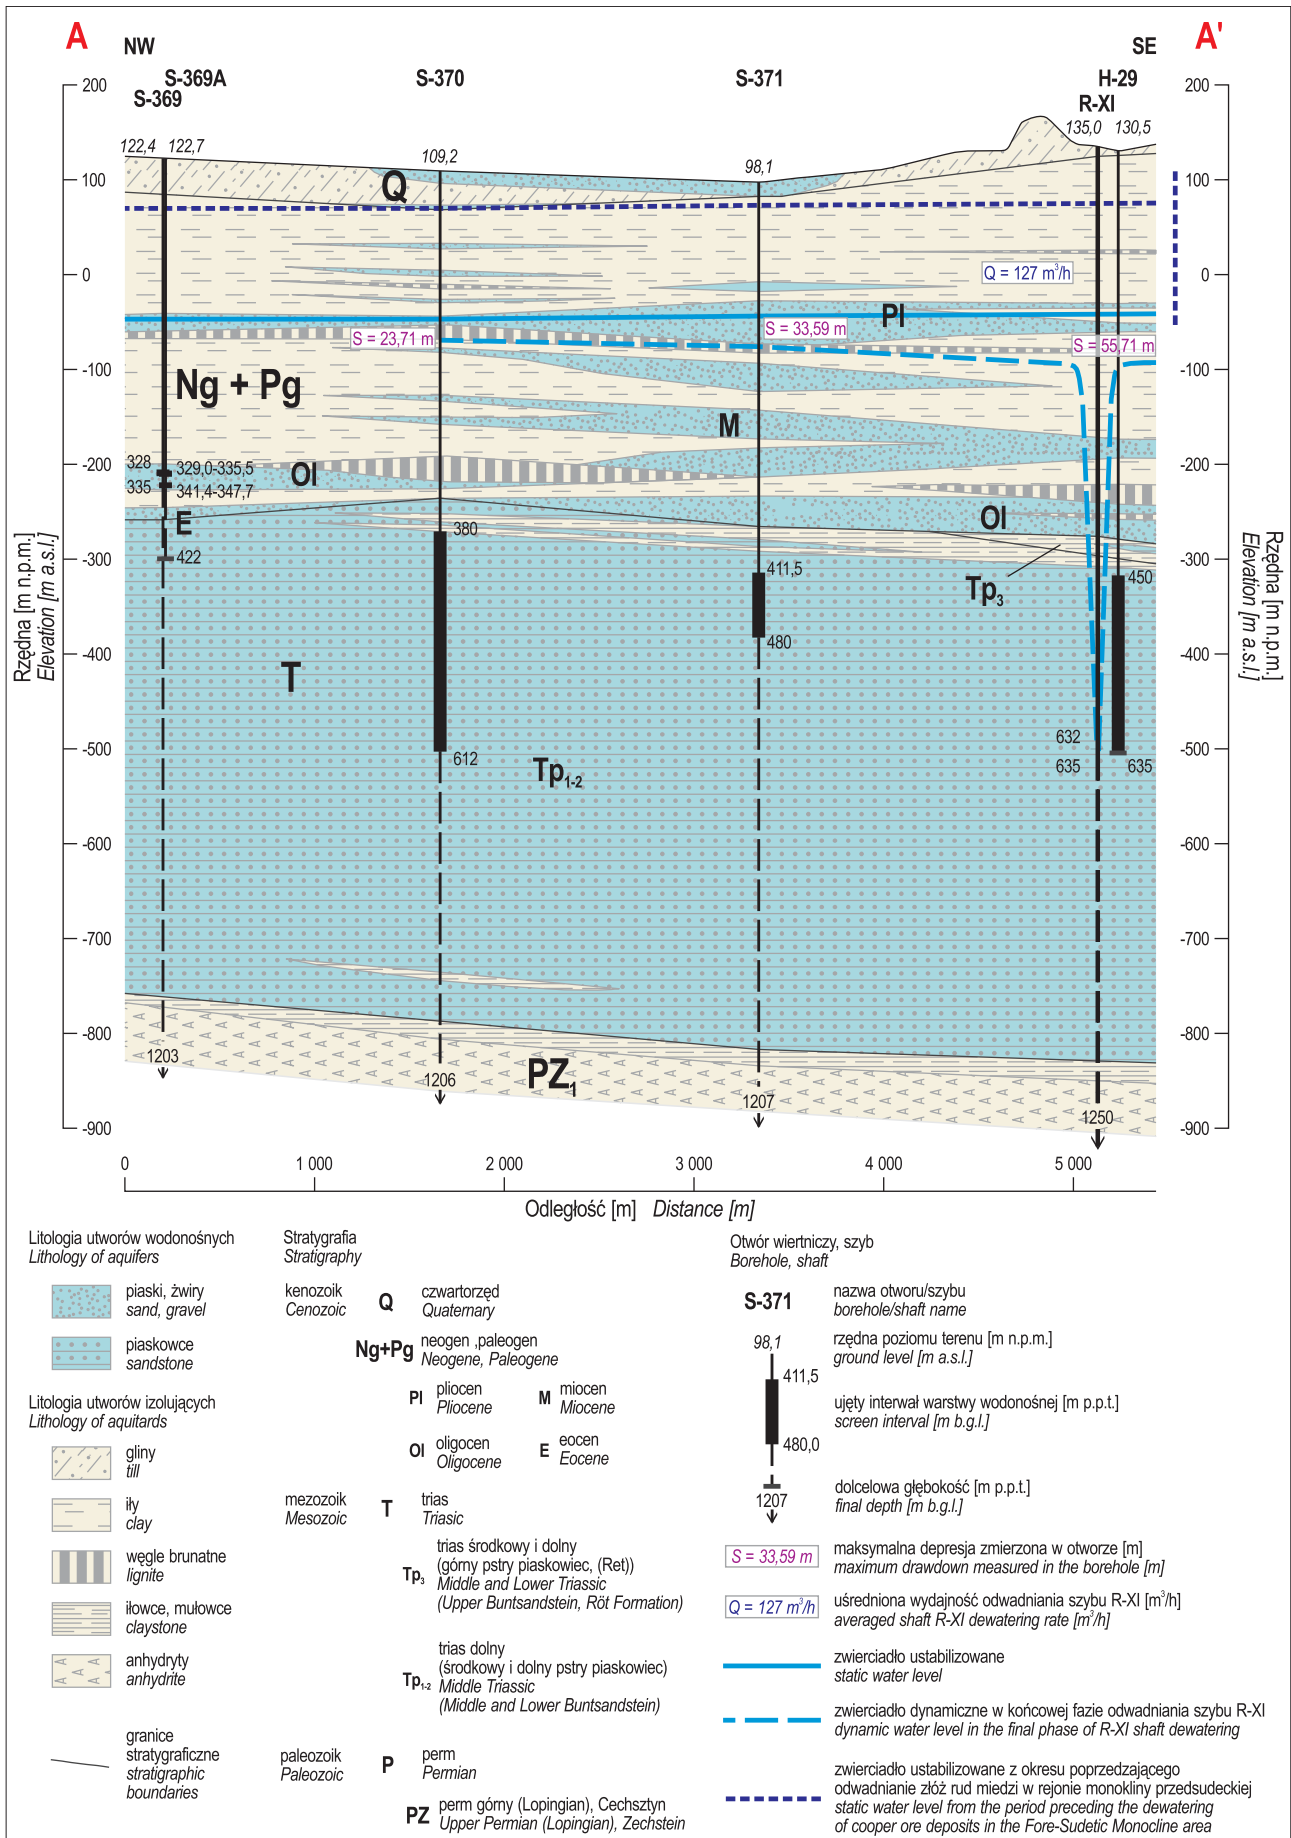 A
NW
SE
A'
S-369A
S-369
S-370
S-371
H-29
R-XI
122,4
122,7
109,2
98,1
135,0
130,5
200
100
0
-100
-200
-300
-400
-500
-600
-700
-800
-900
Rzędna [m n.p.m.]
Elevation [m a.s.l.]
200
100
0
-100
-200
-300
-400
-500
-600
-700
-800
-900
Rzędna [m n.p.m.]
Elevation [m a.s.l.]
Q
Q = 127 m³/h
Pl
S = 23,71 m
S = 33,59 m
S = 55,71 m
Ng + Pg
M
328
329,0-335,5
335
341,4-347,7
Ol
E
422
380
Ol
411,5
450
Tp3
480
T
632
635
635
612
Tp1-2
1203
1206
PZ1
1207
1250
0
1 000
2 000
3 000
4 000
5 000
Odległość [m] Distance [m]
Litologia utworów wodonośnych
Lithology of aquifers
piaski, żwiry
sand, gravel
piaskowce
sandstone
Litologia utworów izolujących
Lithology of aquitards
gliny
till
iły
clay
węgle brunatne
lignite
iłowce, mułowce
claystone
anhydryty
anhydrite
granice
stratygraficzne
stratigraphic
boundaries
Stratygrafia
Stratigraphy
kenozoik
Cenozoic
Q
czwartorzęd
Quaternary
Ng+Pg
neogen ,paleogen
Neogene, Paleogene
Pl
pliocen
Pliocene
M
miocen
Miocene
Ol
oligocen
Oligocene
E
eocen
Eocene
mezozoik
Mesozoic
T
trias
Triasic
Tp3
trias środkowy i dolny
(górny pstry piaskowiec, (Ret))
Middle and Lower Triassic
(Upper Buntsandstein, Röt Formation)
Tp1-2
trias dolny
(środkowy i dolny pstry piaskowiec)
Middle Triassic
(Middle and Lower Buntsandstein)
paleozoik
Paleozoic
P
perm
Permian
PZ
perm górny (Lopingian), Cechsztyn
Upper Permian (Lopingian), Zechstein
Otwór wiertniczy, szyb
Borehole, shaft
S-371
nazwa otworu/szybu
borehole/shaft name
98,1
rzędna poziomu terenu [m n.p.m.]
ground level [m a.s.l.]
411,5
ujęty interwał warstwy wodonośnej [m p.p.t.]
screen interval [m b.g.l.]
480,0
dolcelowa głębokość [m p.p.t.]
final depth [m b.g.l.]
1207
S = 33,59 m
maksymalna depresja zmierzona w otworze [m]
maximum drawdown measured in the borehole [m]
Q = 127 m³/h
uśredniona wydajność odwadniania szybu R-XI [m³/h]
averaged shaft R-XI dewatering rate [m³/h]
zwierciadło ustabilizowane
static water level
zwierciadło dynamiczne w końcowej fazie odwadniania szybu R-XI
dynamic water level in the final phase of R-XI shaft dewatering
zwierciadło ustabilizowane z okresu poprzedzającego
odwadnianie złóż rud miedzi w rejonie monokliny przedsudeckiej
static water level from the period preceding the dewatering
of cooper ore deposits in the Fore-Sudetic Monocline area